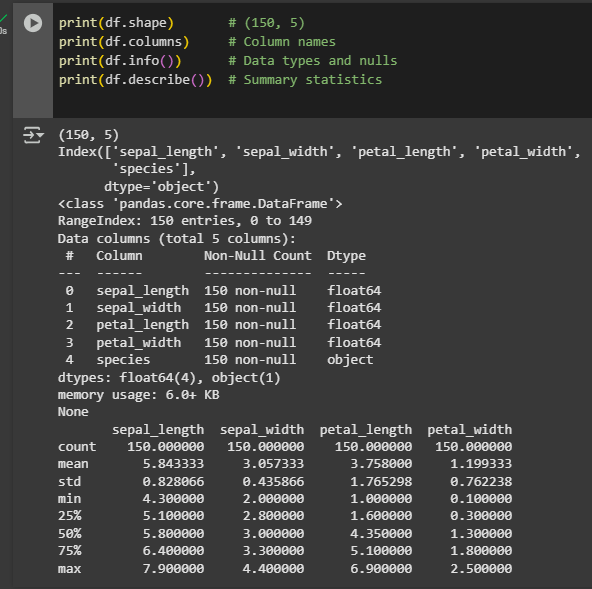 print(df.shape)       # (150, 5)
print(df.columns)     # Column names
print(df.info())      # Data types and nulls
print(df.describe())  # Summary statistics
0s
(150, 5)
Index(['sepal_length', 'sepal_width', 'petal_length', 'petal_width',
       'species'],
      dtype='object')
<class 'pandas.core.frame.DataFrame'>
RangeIndex: 150 entries, 0 to 149
Data columns (total 5 columns):
 #   Column        Non-Null Count  Dtype
---  ------        --------------  -----
 0   sepal_length  150 non-null    float64
 1   sepal_width   150 non-null    float64
 2   petal_length  150 non-null    float64
 3   petal_width   150 non-null    float64
 4   species       150 non-null    object
dtypes: float64(4), object(1)
memory usage: 6.0+ KB
None
       sepal_length  sepal_width  petal_length  petal_width
count    150.000000   150.000000    150.000000   150.000000
mean       5.843333     3.057333      3.758000     1.199333
std        0.828066     0.435866      1.765298     0.762238
min        4.300000     2.000000      1.000000     0.100000
25%        5.100000     2.800000      1.600000     0.300000
50%        5.800000     3.000000      4.350000     1.300000
75%        6.400000     3.300000      5.100000     1.800000
max        7.900000     4.400000      6.900000     2.500000